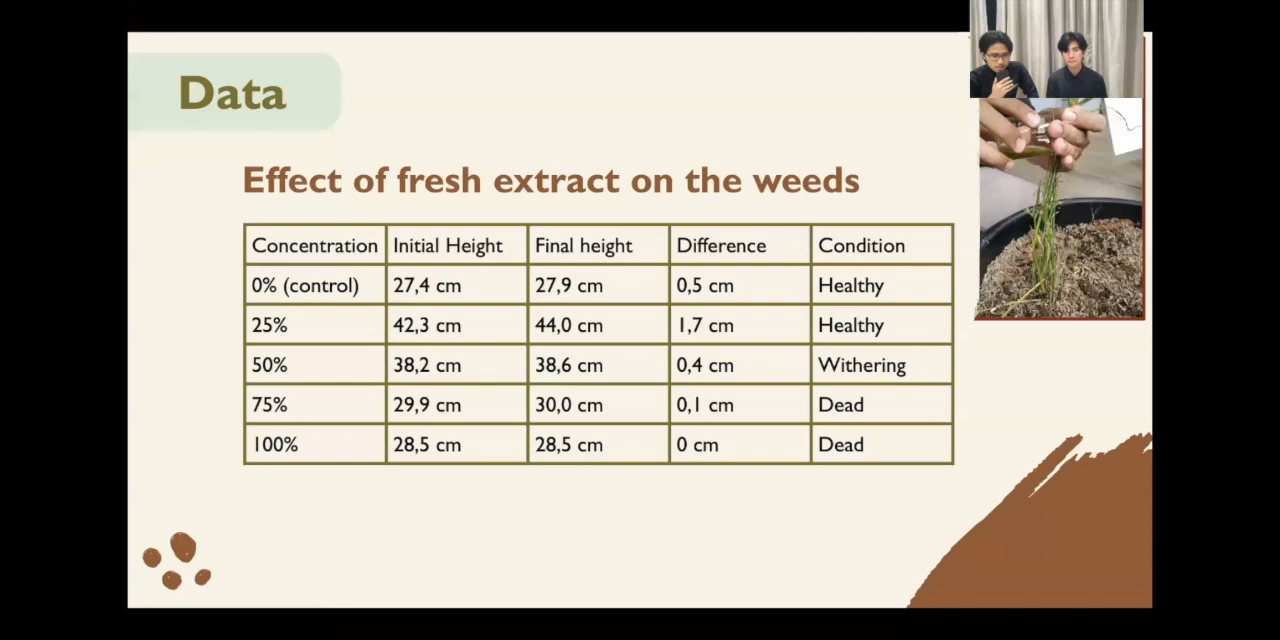 Data
Effect of fresh extract on the weeds
Concentration Initial Height Final height Difference Condition
0% (control) 27,4 cm 27,9 cm 0,5 cm Healthy
25% 42,3 cm 44,0 cm 1,7 cm Healthy
50% 38,2 cm 38,6 cm 0,4 cm Withering
75% 29,9 cm 30,0 cm 0,1 cm Dead
100% 28,5 cm 28,5 cm 0 cm Dead